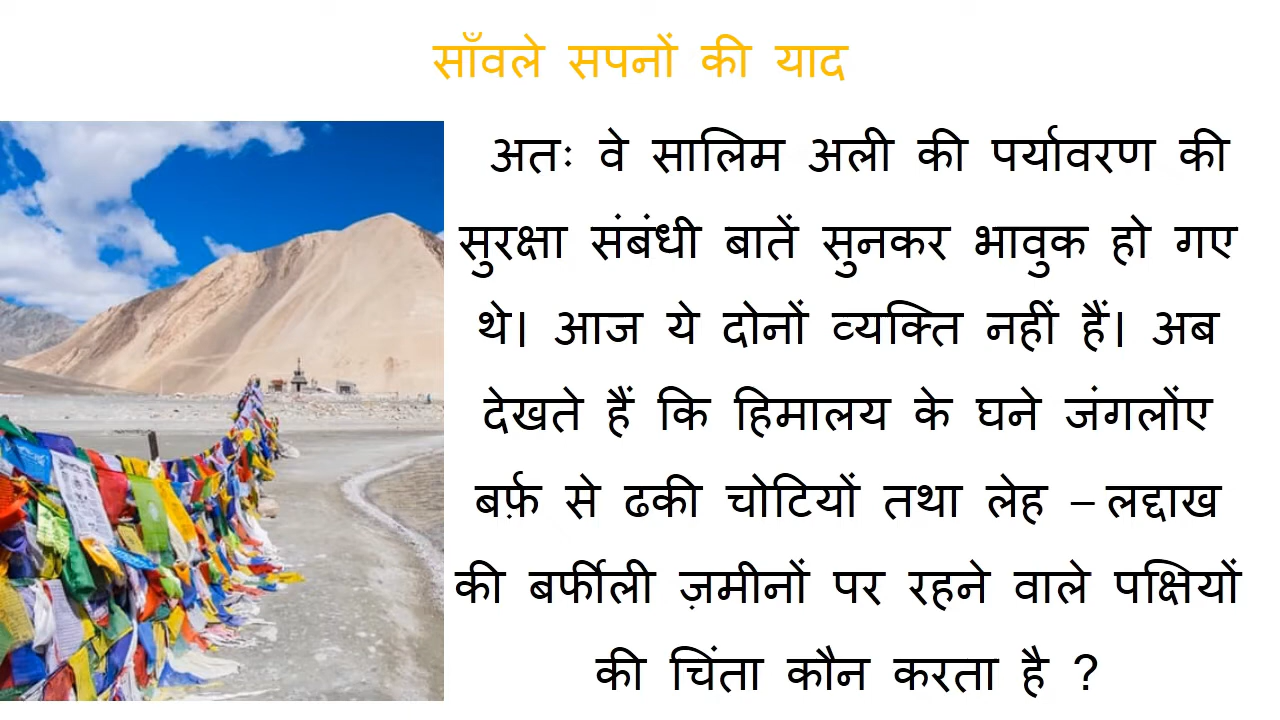 साँवले सपनों की याद
अतः वे सालिम अली की पर्यावरण की
सुरक्षा संबंधी बातें सुनकर भावुक हो गए
थे। आज ये दोनों व्यक्ति नहीं हैं। अब
देखते हैं कि हिमालय के घने जंगलोंए
बर्फ़ से ढकी चोटियों तथा लेह – लद्दाख
की बर्फीली ज़मीनों पर रहने वाले पक्षियों
की चिंता कौन करता है ?